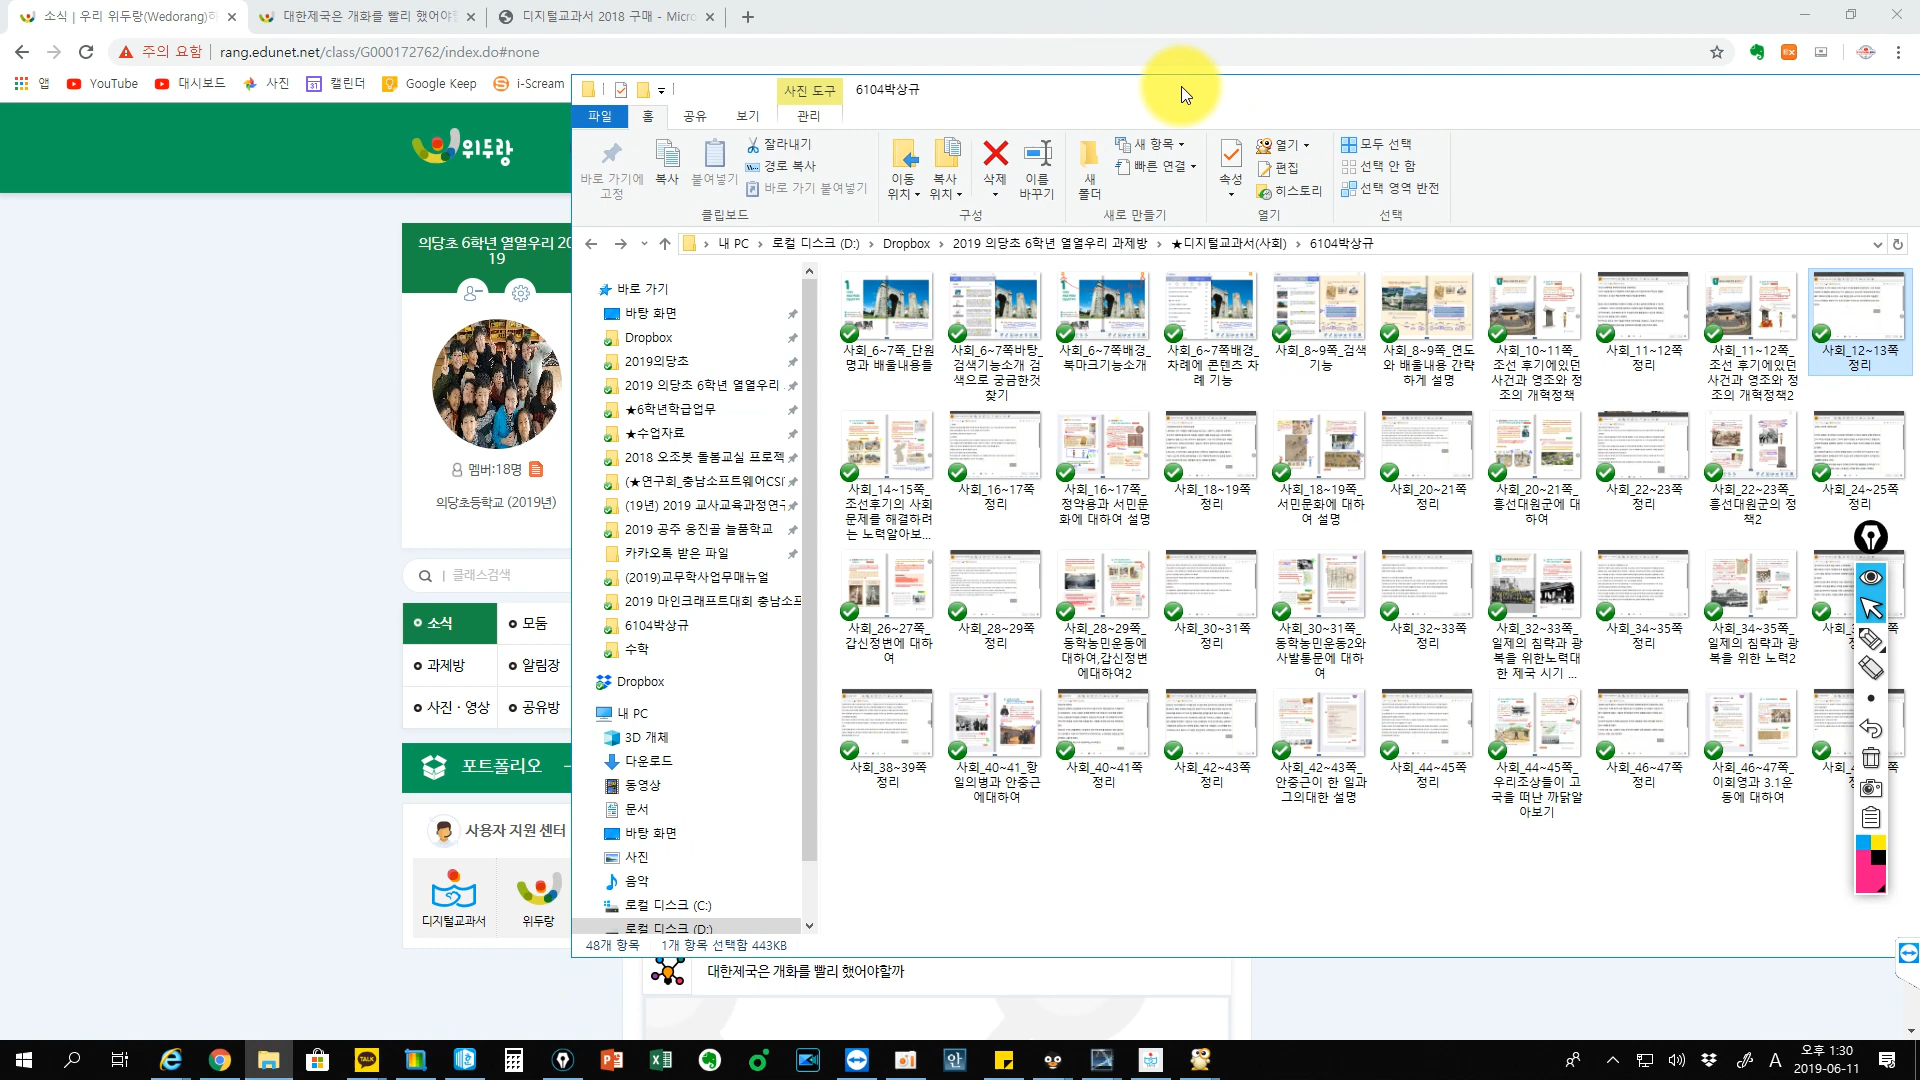 소식 | 우리 위두랑(Wedorang)하
대한제국은 개화를 빨리 했어야
디지털교과서 2018 구매 - Micro
주의 요함
rang.edunet.net/class/G000172762/index.do#none
앱
YouTube
대시보드
사진
캘린더
Google Keep
i-Scream
위두랑
의당초 6학년 열열우리 20
19
멤버:18명
의당초등학교 (2019년)
클래스검색
소식
모둠
과제방
알림장
사진 · 영상
공유방
포트폴리오
사용자 지원 센터
디지털교과서
위두랑
사진 도구
6104박상규
파일
홈
공유
보기
관리
바로 가기에
고정
복사
붙여넣기
잘라내기
경로 복사
바로 가기 붙여넣기
클립보드
이동
위치
복사
위치
삭제
이름
바꾸기
구성
새
폴더
새 항목
빠른 연결
새로 만들기
속성
열기
편집
히스토리
열기
모두 선택
선택 안 함
선택 영역 반전
선택
내 PC
로컬 디스크 (D:)
Dropbox
2019 의당초 6학년 열열우리 과제방
★디지털교과서(사회)
6104박상규
바로 가기
바탕 화면
Dropbox
2019의당초
2019 의당초 6학년 열열우리
★6학년학급업무
★수업자료
2018 오조봇 돌봄교실 프로젝
(★연구회_충남소프트웨어CSI
(19년) 2019 교사교육과정연구
2019 공주 웅진골 늘품학교
카카오톡 받은 파일
(2019)교무학사업무매뉴얼
2019 마인크래프트대회 충남소프
6104박상규
수학
Dropbox
내 PC
3D 개체
다운로드
동영상
문서
바탕 화면
사진
음악
로컬 디스크 (C:)
로컬 디스크 (D:)
사회_6~7쪽_단원
명과 배울내용들
사회_6~7쪽바탕_
검색기능소개 검
색으로 궁금한것
찾기
사회_6~7쪽배경_
북마크기능소개
사회_6~7쪽배경_
차례에 콘텐츠 차
례 기능
사회_8~9쪽_검색
기능
사회_8~9쪽_연도
와 배울내용 간략
하게 설명
사회_10~11쪽_
조선 후기에있던
사건과 영조와 정
조의 개혁정책
사회_11~12쪽
정리
사회_11~12쪽_
조선 후기에있던
사건과 영조와 정
조의 개혁정책2
사회_12~13쪽
정리
사회_14~15쪽_
조선후기의 사회
문제를 해결하려
는 노력알아보...
사회_16~17쪽
정리
사회_16~17쪽_
정약용과 서민문
화에 대하여 설명
사회_18~19쪽
정리
사회_18~19쪽_
서민문화에 대하
여 설명
사회_20~21쪽
정리
사회_20~21쪽_
흥선대원군에 대
하여
사회_22~23쪽
정리
사회_22~23쪽_
흥선대원군의 정
책2
사회_24~25쪽
정리
사회_26~27쪽_
갑신정변에 대하
여
사회_28~29쪽
정리
사회_28~29쪽_
동학농민운동에
대하여,갑신정변
에대하여2
사회_30~31쪽
정리
사회_30~31쪽_
동학농민운동2와
사발통문에 대하
여
사회_32~33쪽
정리
사회_32~33쪽_
일제의 침략과 광
복을 위한노력대
한 제국 시기 ...
사회_34~35쪽
정리
사회_34~35쪽_
일제의 침략과 광
복을 위한 노력2
사회_38~39쪽
정리
사회_40~41_항
일의병과 안중근
에대하여
사회_40~41쪽
정리
사회_42~43쪽
정리
사회_42~43쪽_
안중근이 한 일과
그의대한 설명
사회_44~45쪽
정리
사회_44~45쪽_
우리조상들이 고
국을 떠난 까닭알
아보기
사회_46~47쪽
정리
사회_46~47쪽_
이회영과 3.1운
동에 대하여
48개 항목
1개 항목 선택함 443KB
대한제국은 개화를 빨리 했어야할까
TALK
안
A
오후 1:30
2019-06-11